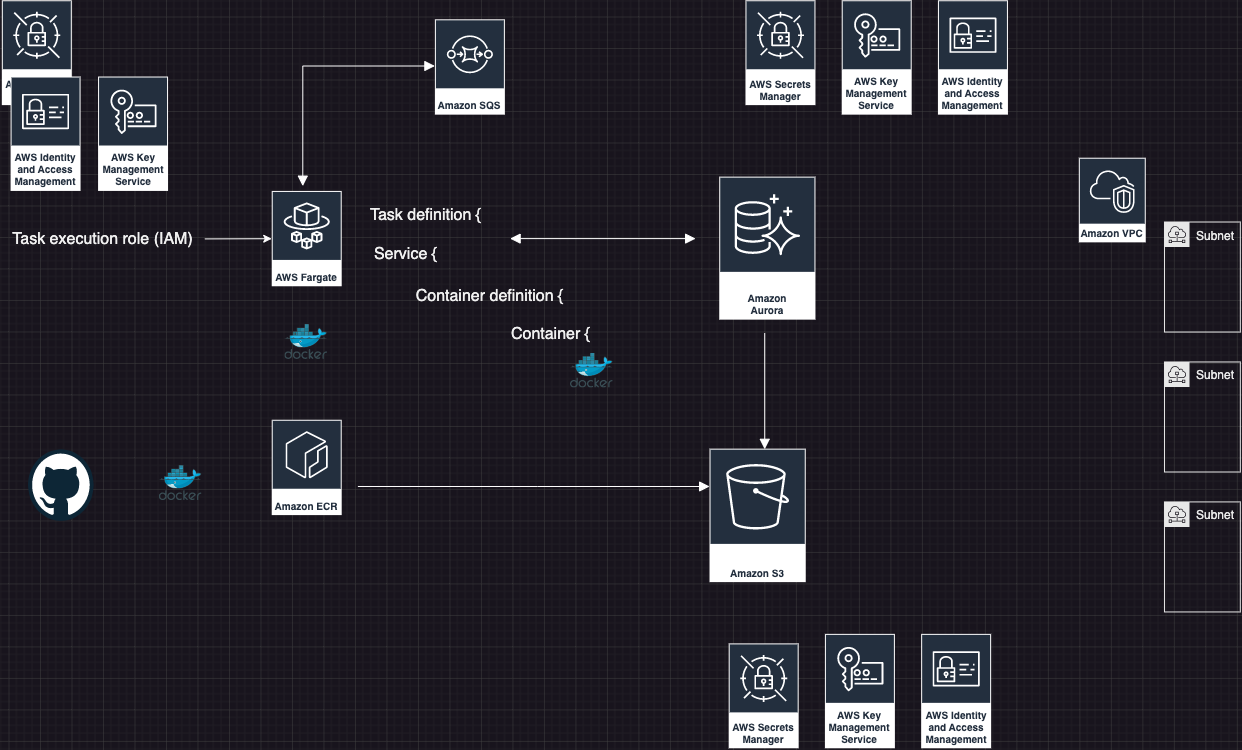 AWS Secrets
Manager
AWS Key
Management
Service
AWS Identity
and Access
Management
Amazon SQS
A
AWS Identity
and Access
Management
AWS Key
Management
Service
Task execution role (IAM)
AWS Fargate
Task definition {
Service {
Container definition {
Container {
docker
docker
Amazon
Aurora
Amazon VPC
Subnet
Subnet
Subnet
docker
Amazon ECR
Amazon S3
AWS Secrets
Manager
AWS Key
Management
Service
AWS Identity
and Access
Management